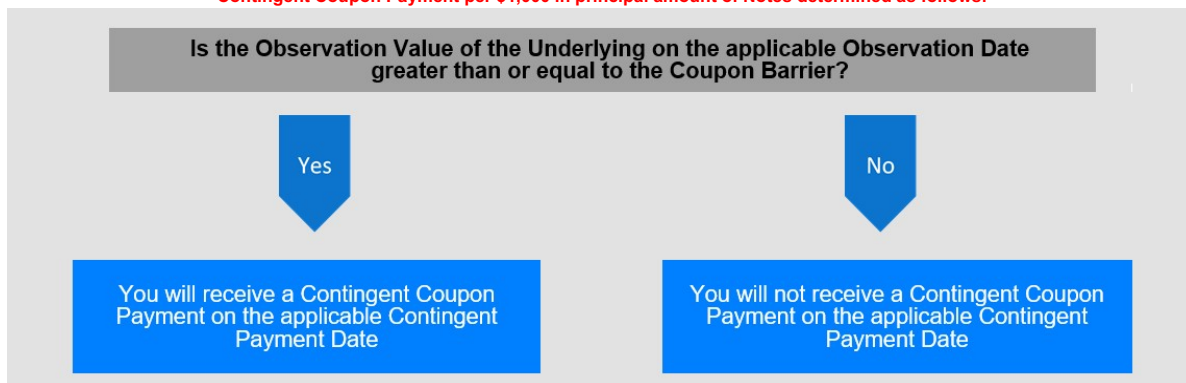 Contingent Coupon Payment per $1,000 in principal amount of Notes determined as follows:
Is the Observation Value of the Underlying on the applicable Observation Date
greater than or equal to the Coupon Barrier?
Yes
No
You will receive a Contingent Coupon
Payment on the applicable Contingent
Payment Date
You will not receive a Contingent Coupon
Payment on the applicable Contingent
Payment Date